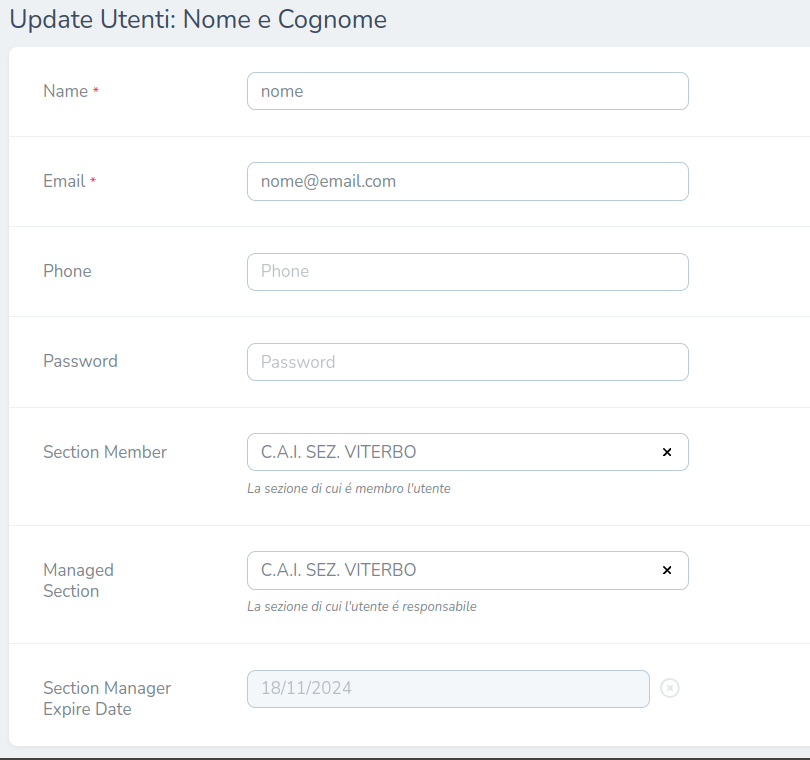 Update Utenti: Nome e Cognome
Name *
nome
Email *
nome@email.com
Phone
Phone
Password
Password
Section Member
C.A.I. SEZ. VITERBO
La sezione di cui é membro l'utente
Managed
Section
C.A.I. SEZ. VITERBO
La sezione di cui l'utente é responsabile
Section Manager
Expire Date
18/11/2024